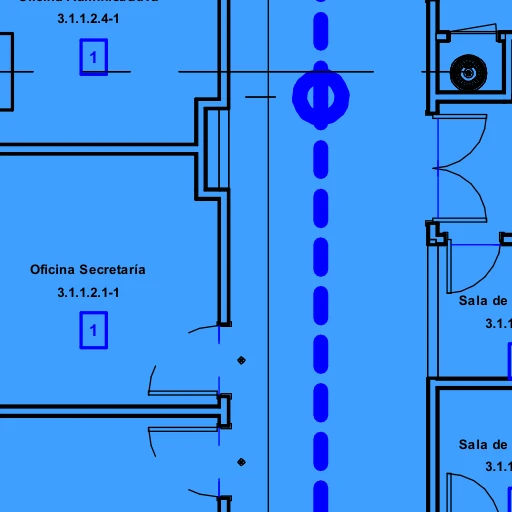 3.1.1.2.4-1
1
Oficina Secretaría
3.1.1.2.1-1
1
Sala de
3.1.1
Sala de
3.1.1